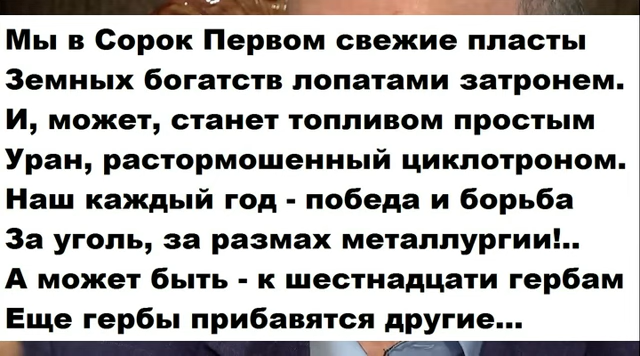 Мы в Сорок Первом свежие пласты
Земных богатств лопатами затронем.
И, может, станет топливом простым
Уран, растормошенный циклотроном.
Наш каждый год - победа и борьба
За уголь, за размах металлургии!..
А может быть - к шестнадцати гербам
Еще гербы прибавятся другие...